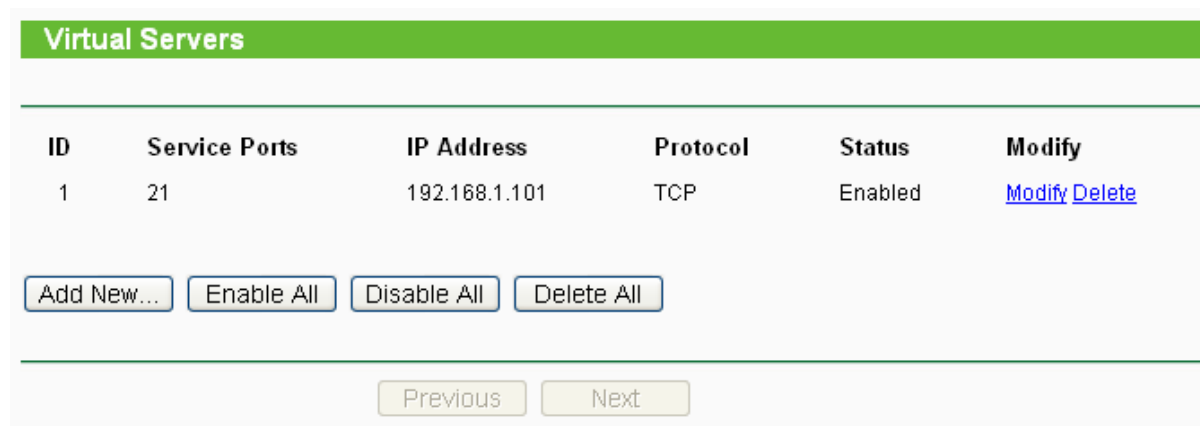 Virtual Servers
ID Service Ports IP Address Protocol Status Modify
1 21 192.168.1.101 TCP Enabled Modify Delete
Add New... Enable All Disable All Delete All
Previous Next